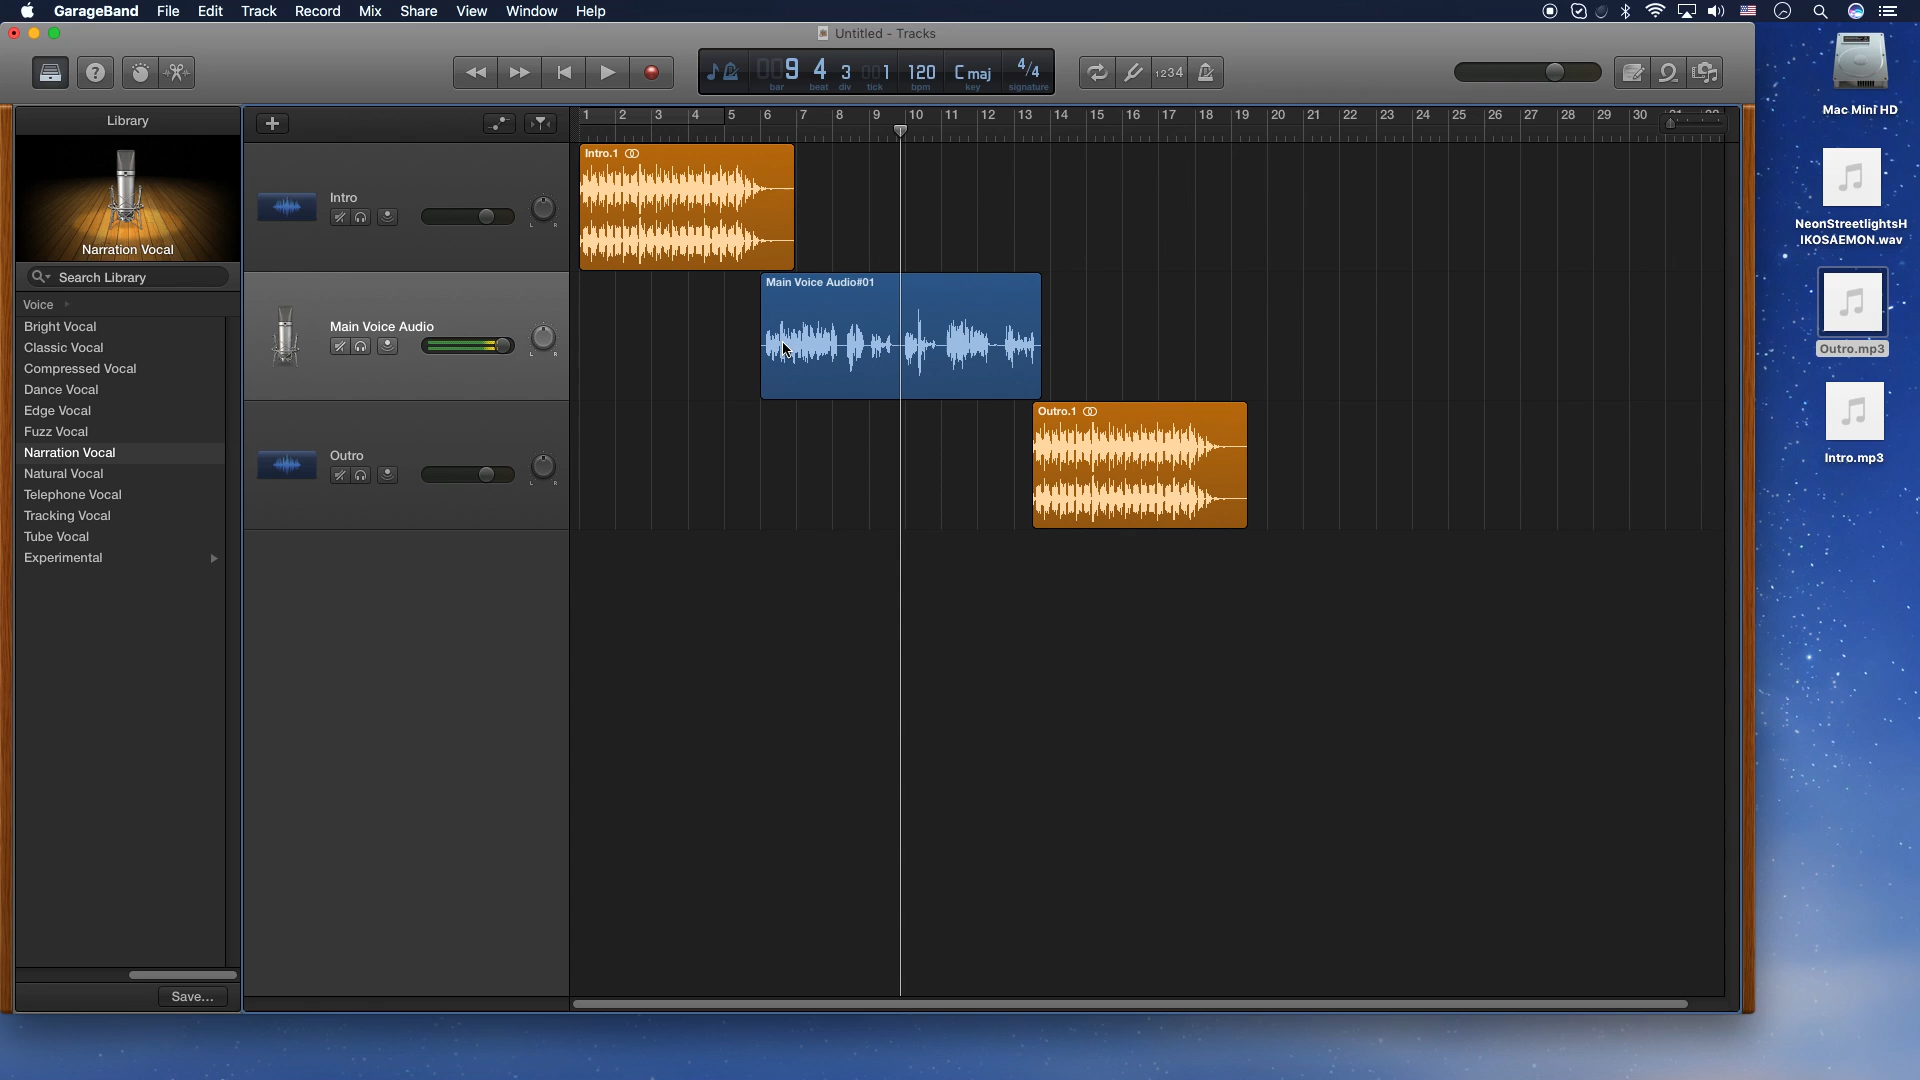 GarageBand File Edit Track Record Mix Share View Window Help
Untitled - Tracks
009 4 3 001 120 C maj 4/4
bar beat div tick bpm key signature
1234
Mac Mini HD
NeonStreetlightsH
IKOSAEMON.wav
Outro.mp3
Intro.mp3
Library
Narration Vocal
Search Library
Voice
Bright Vocal
Classic Vocal
Compressed Vocal
Dance Vocal
Edge Vocal
Fuzz Vocal
Narration Vocal
Natural Vocal
Telephone Vocal
Tracking Vocal
Tube Vocal
Experimental
Save...
1 2 3 4 5 6 7 8 9 10 11 12 13 14 15 16 17 18 19 20 21 22 23 24 25 26 27 28 29 30
Intro
L R
Intro.1
Main Voice Audio
L R
Main Voice Audio#01
Outro
L R
Outro.1